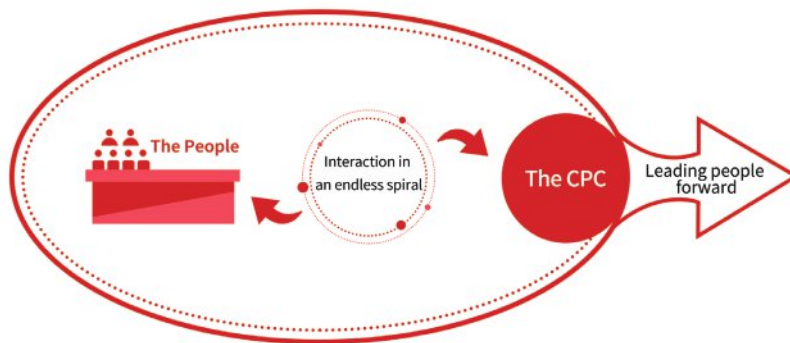 The People
Interaction in
an endless spiral
The CPC
Leading people
forward